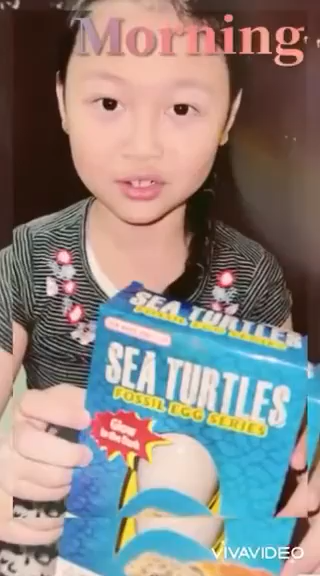 Morning
SEA TURTLES
FOSSIL EGG SERIES
SEA TURTLES
FOSSIL EGG SERIES
Glow
In the Dark
VIVAVIDEO